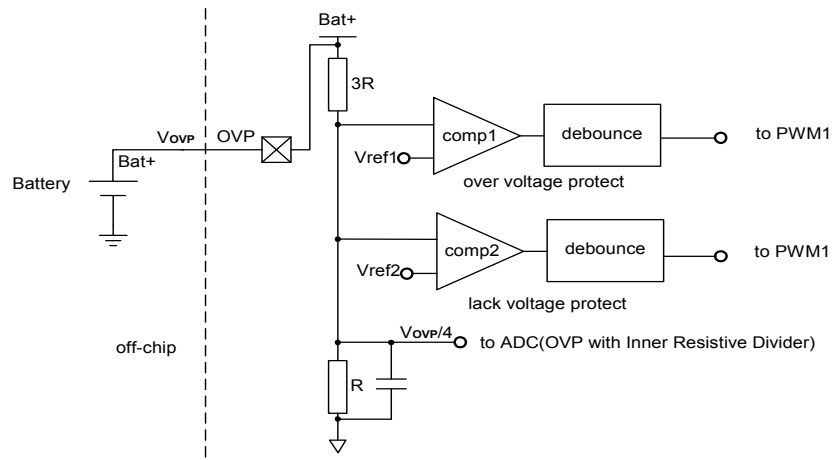 Bat+
3R
comp1
debounce
to PWM1
Vref1
over voltage protect
VOVP
OVP
Bat+
Battery
comp2
debounce
to PWM1
Vref2
lack voltage protect
off-chip
VOVP/4
to ADC(OVP with Inner Resistive Divider)
R